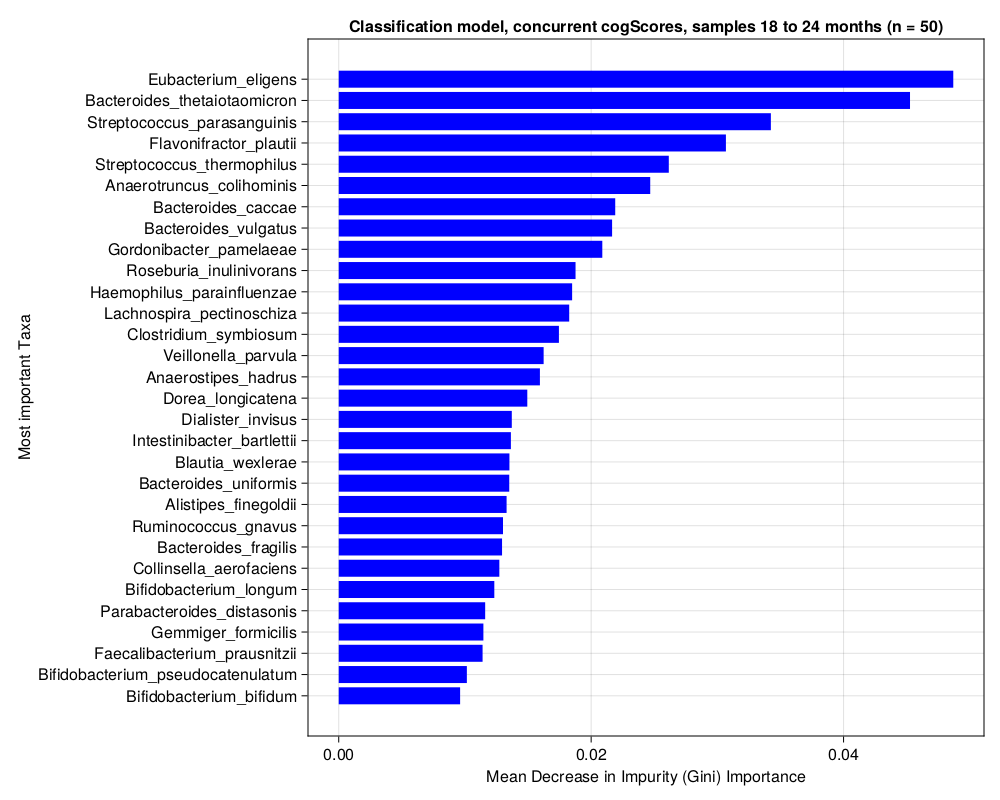 Classification model, concurrent cogScores, samples 18 to 24 months (n = 50)
Most important Taxa
Eubacterium_eligens
Bacteroides_thetaiotaomicron
Streptococcus_parasanguinis
Flavonifractor_plautii
Streptococcus_thermophilus
Anaerotruncus_colihominis
Bacteroides_caccae
Bacteroides_vulgatus
Gordonibacter_pamelaeae
Roseburia_inulinivorans
Haemophilus_parainfluenzae
Lachnospira_pectinoschiza
Clostridium_symbiosum
Veillonella_parvula
Anaerostipes_hadrus
Dorea_longicatena
Dialister_invisus
Intestinibacter_bartlettii
Blautia_wexlerae
Bacteroides_uniformis
Alistipes_finegoldii
Ruminococcus_gnavus
Bacteroides_fragilis
Collinsella_aerofaciens
Bifidobacterium_longum
Parabacteroides_distasonis
Gemmiger_formicilis
Faecalibacterium_prausnitzii
Bifidobacterium_pseudocatenulatum
Bifidobacterium_bifidum
0.00 0.02 0.04
Mean Decrease in Impurity (Gini) Importance